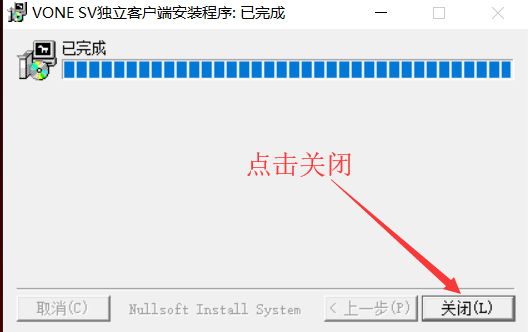 VONE SV独立客户端安装程序: 已完成
已完成
点击关闭
取消(C)
Nullsoft Install System
< 上一步(P)
关闭(L)